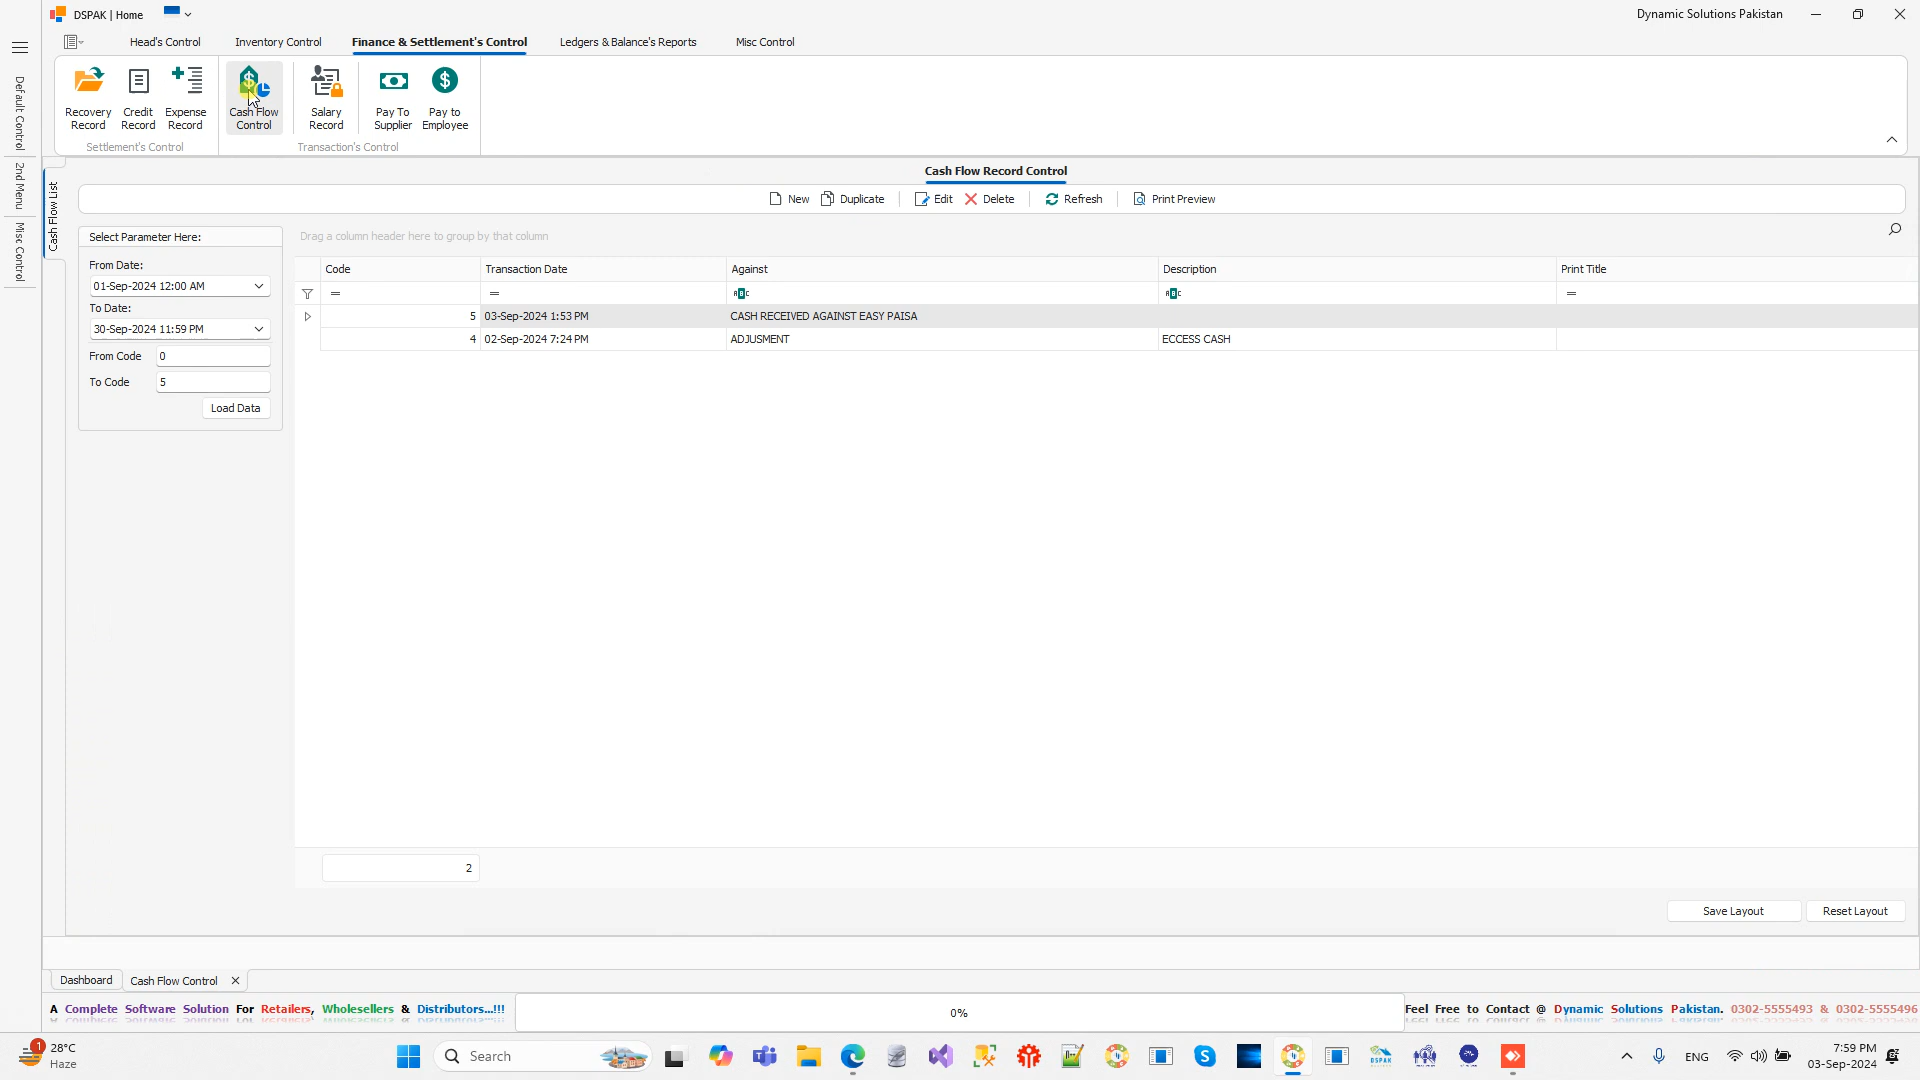 DSPAK | Home
Dynamic Solutions Pakistan
Head's Control
Inventory Control
Finance & Settlement's Control
Ledgers & Balance's Reports
Misc Control
Recovery Record
Credit Record
Expense Record
Cash Flow Control
Salary Record
Pay To Supplier
Pay to Employee
Settlement's Control
Transaction's Control
Default Control
2nd Menu
Misc Control
Cash Flow List
Cash Flow Record Control
New
Duplicate
Edit
Delete
Refresh
Print Preview
Select Parameter Here:
From Date:
01-Sep-2024 12:00 AM
To Date:
30-Sep-2024 11:59 PM
From Code 0
To Code 5
Load Data
Drag a column header here to group by that column
Code Transaction Date Against Description Print Title
= = ABC ABC =
5 03-Sep-2024 1:53 PM CASH RECEIVED AGAINST EASY PAISA
4 02-Sep-2024 7:24 PM ADJUSMENT ECCESS CASH
2
Save Layout
Reset Layout
Dashboard
Cash Flow Control
A Complete Software Solution For Retailers, Wholesellers & Distributors...!!!
0%
Feel Free to Contact @ Dynamic Solutions Pakistan. 0302-5555493 & 0302-5555496
1
28°C
Haze
Search
DSPAK
ENG
7:59 PM
03-Sep-2024